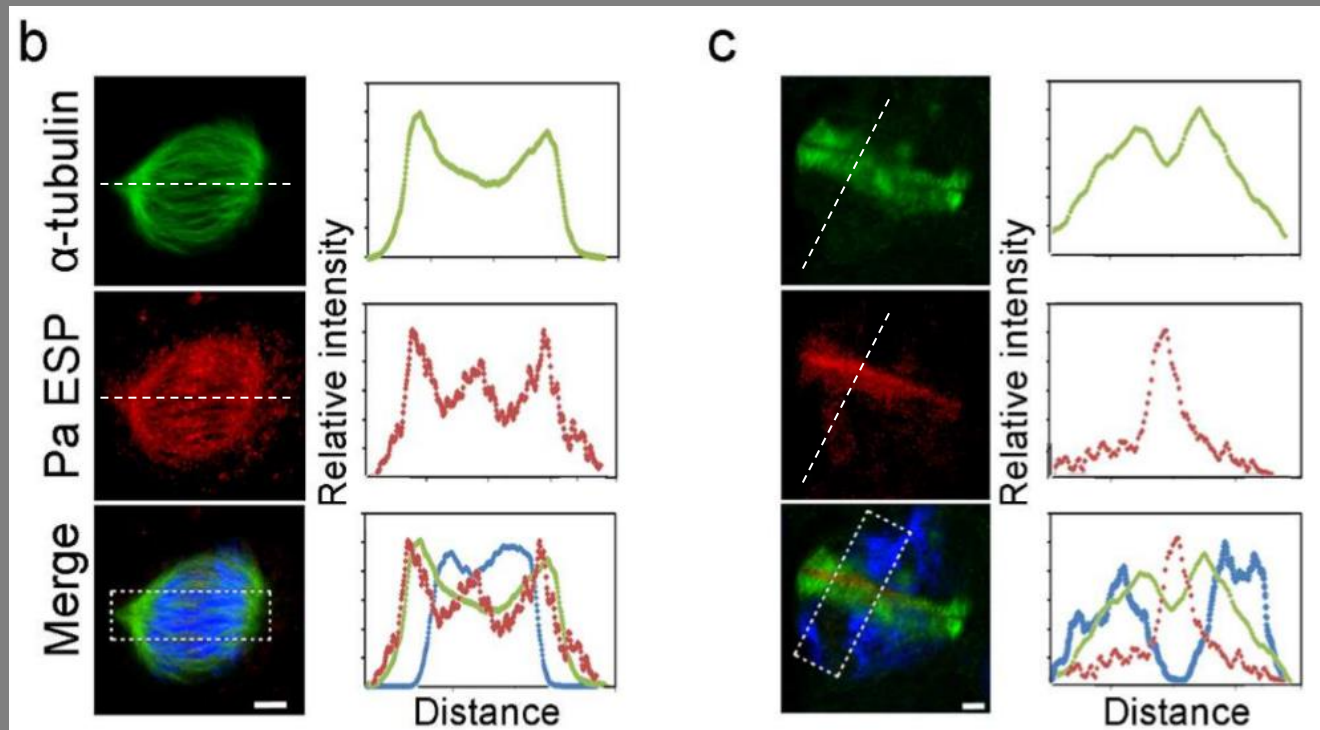 b
c
α-tubulin
Pa ESP
Merge
Relative intensity
Relative intensity
Distance
Distance